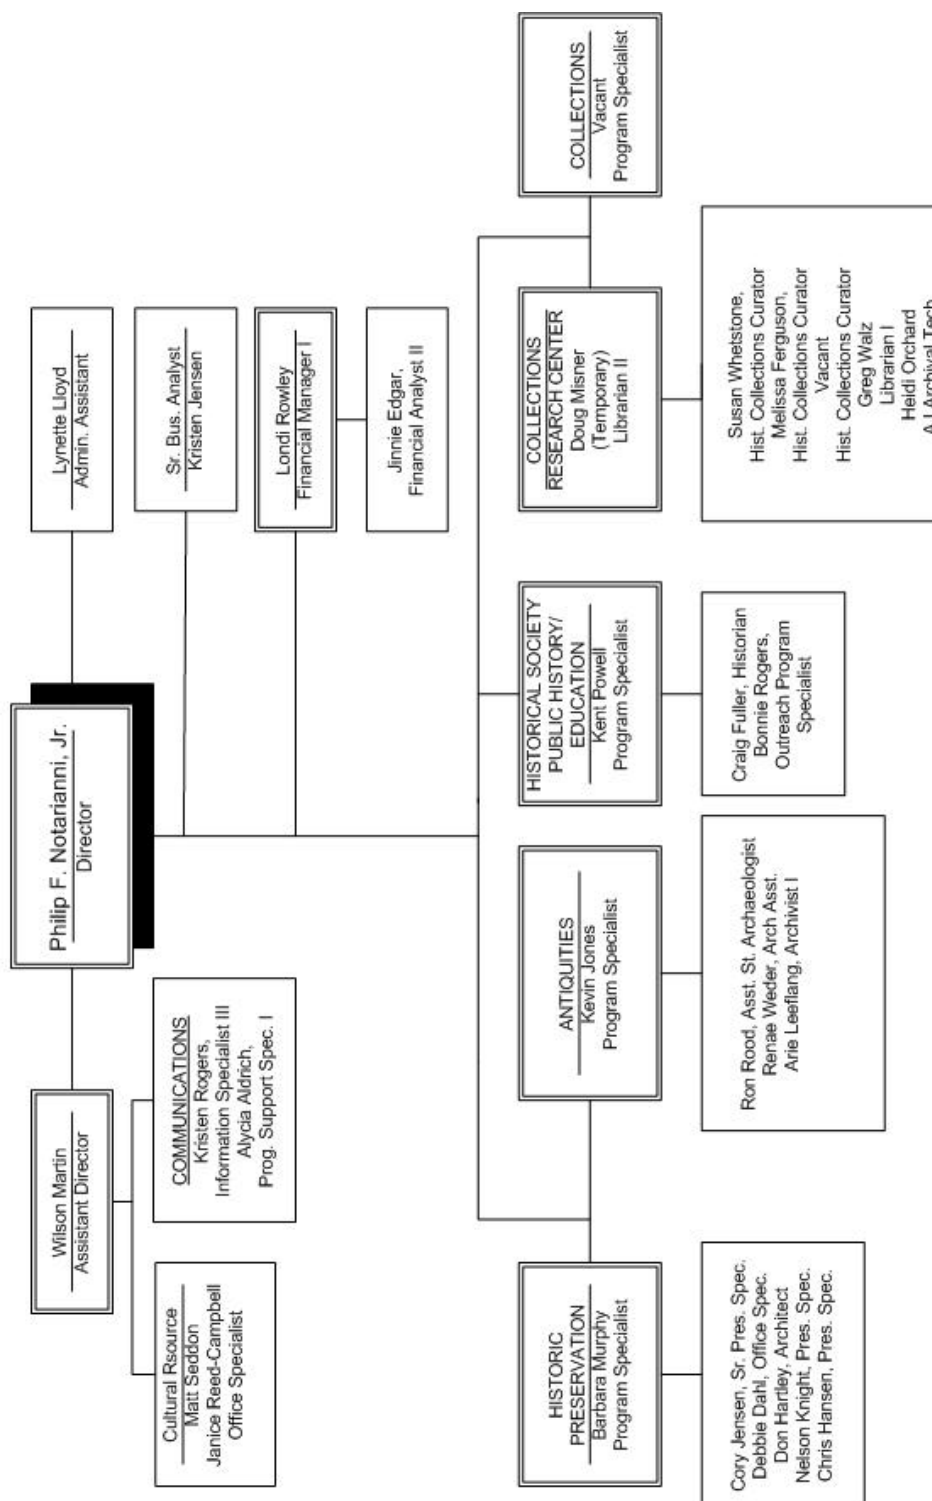 Philip F. Notarianni, Jr.
Director
Wilson Martin
Assistant Director
Lynette Lloyd
Admin. Assistant
Cultural Rsource
Matt Seddon
Janice Reed-Campbell
Office Specialist
COMMUNICATIONS
Kristen Rogers,
Information Specialist III
Alycia Aldrich,
Prog. Support Spec. I
Sr. Bus. Analyst
Kristen Jensen
Londi Rowley
Financial Manager I
Jinnie Edgar,
Financial Analyst II
HISTORIC
PRESERVATION
Barbara Murphy
Program Specialist
ANTIQUITIES
Kevin Jones
Program Specialist
HISTORICAL SOCIETY
PUBLIC HISTORY/
EDUCATION
Kent Powell
Program Specialist
COLLECTIONS
RESEARCH CENTER
Doug Misner
(Temporary)
Librarian II
COLLECTIONS
Vacant
Program Specialist
Cory Jensen, Sr. Pres. Spec.
Debbie Dahl, Office Spec.
Don Hartley, Architect
Nelson Knight, Pres. Spec.
Chris Hansen, Pres. Spec.
Ron Rood, Asst. St. Archaeologist
Renae Weder, Arch Asst.
Arie Leeflang, Archivist I
Craig Fuller, Historian
Bonnie Rogers,
Outreach Program
Specialist
Susan Whetstone,
Hist. Collections Curator
Melissa Ferguson,
Hist. Collections Curator
Vacant
Hist. Collections Curator
Greg Walz
Librarian I
Heidi Orchard
Archival Tech